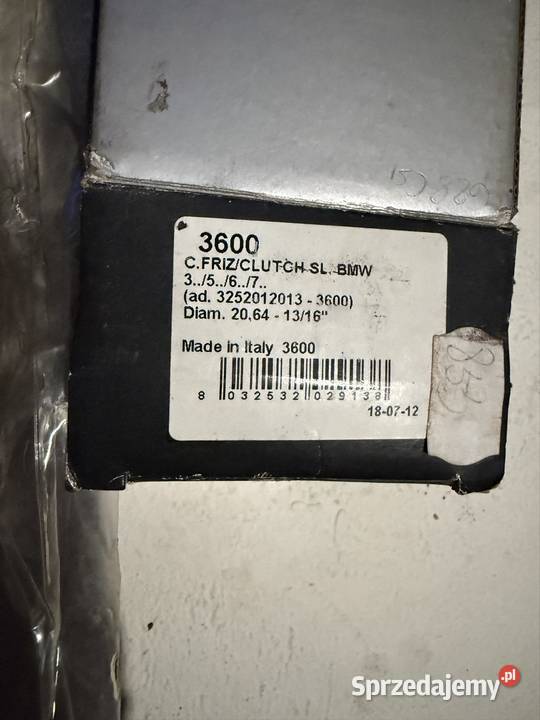 3600
C.FRIZ/CLUTCH SL. BMW
3../5../6../7..
(ad. 3252012013 - 3600)
Diam. 20,64 - 13/16"
Made in Italy 3600
8 032532 029138
18-07-12
Sprzedajemy.pl